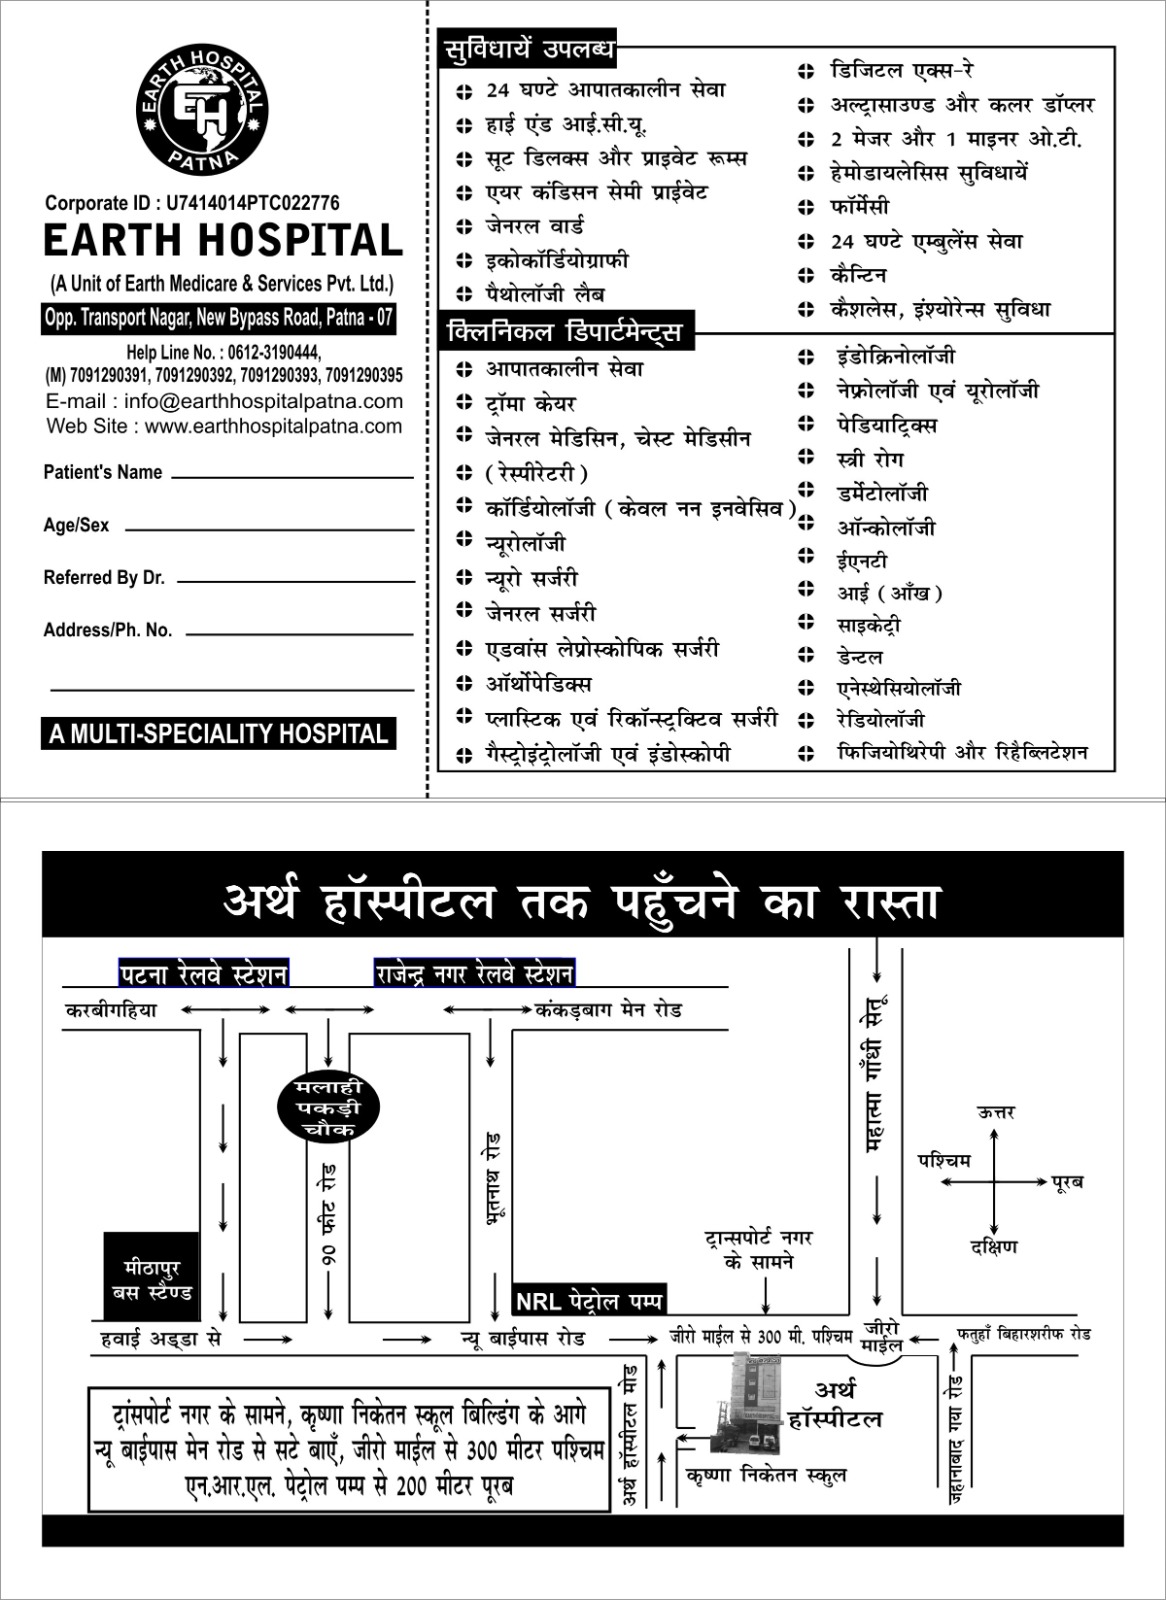 EARTH HOSPITAL
EH
PATNA
Corporate ID : U7414014PTC022776
EARTH HOSPITAL
(A Unit of Earth Medicare & Services Pvt. Ltd.)
Opp. Transport Nagar, New Bypass Road, Patna - 07
Help Line No. : 0612-3190444,
(M) 7091290391, 7091290392, 7091290393, 7091290395
E-mail : info@earthhospitalpatna.com
Web Site : www.earthhospitalpatna.com
Patient's Name
Age/Sex
Referred By Dr.
Address/Ph. No.
A MULTI-SPECIALITY HOSPITAL
सुविधायें उपलब्ध
24 घण्टे आपातकालीन सेवा
हाई एंड आई.सी.यू.
सूट डिलक्स और प्राइवेट रूम्स
एयर कंडिसन सेमी प्राईवेट
जेनरल वार्ड
इकोकॉर्डियोग्राफी
पैथोलॉजी लैब
डिजिटल एक्स-रे
अल्ट्रासाउण्ड और कलर डॉप्लर
2 मेजर और 1 माइनर ओ.टी.
हेमोडायलेसिस सुविधायें
फॉर्मेसी
24 घण्टे एम्बुलेंस सेवा
कैन्टिन
कैशलेस, इंश्योरेन्स सुविधा
क्लिनिकल डिपार्टमेन्ट्स
आपातकालीन सेवा
ट्रॉमा केयर
जेनरल मेडिसिन, चेस्ट मेडिसीन
( रेस्पीरेटरी )
कॉर्डियोलॉजी ( केवल नन इनवेसिव )
न्यूरोलॉजी
न्यूरो सर्जरी
जेनरल सर्जरी
एडवांस लेप्रोस्कोपिक सर्जरी
ऑर्थोपेडिक्स
प्लास्टिक एवं रिकॉन्स्ट्रक्टिव सर्जरी
गैस्ट्रोइंट्रोलॉजी एवं इंडोस्कोपी
इंडोक्रिनोलॉजी
नेफ्रोलॉजी एवं यूरोलॉजी
पेडियाट्रिक्स
स्त्री रोग
डर्मेटोलॉजी
ऑन्कोलॉजी
ईएनटी
आई ( आँख )
साइकेट्री
डेन्टल
एनेस्थेसियोलॉजी
रेडियोलॉजी
फिजियोथिरेपी और रिहैब्लिटेशन
अर्थ हॉस्पीटल तक पहुँचने का रास्ता
पटना रेलवे स्टेशन
राजेन्द्र नगर रेलवे स्टेशन
करबीगहिया
कंकड़बाग मेन रोड
मलाही
पकड़ी
चौक
90 फीट रोड
भूतनाथ रोड
महात्मा गाँधी सेतू
ऊत्तर
पश्चिम
पूरब
दक्षिण
मीठापुर
बस स्टैण्ड
ट्रान्सपोर्ट नगर
के सामने
NRL पेट्रोल पम्प
हवाई अड्डा से
न्यू बाईपास रोड
जीरो माईल से 300 मी. पश्चिम
जीरो
माईल
फतुहाँ बिहारशरीफ रोड
अर्थ हॉस्पीटल मोड
अर्थ
हॉस्पीटल
कृष्णा निकेतन स्कुल
जहानाबाद गया रोड
ट्रांसपोर्ट नगर के सामने, कृष्णा निकेतन स्कूल बिल्डिंग के आगे
न्यू बाईपास मेन रोड से सटे बाएँ, जीरो माईल से 300 मीटर पश्चिम
एन.आर.एल. पेट्रोल पम्प से 200 मीटर पूरब